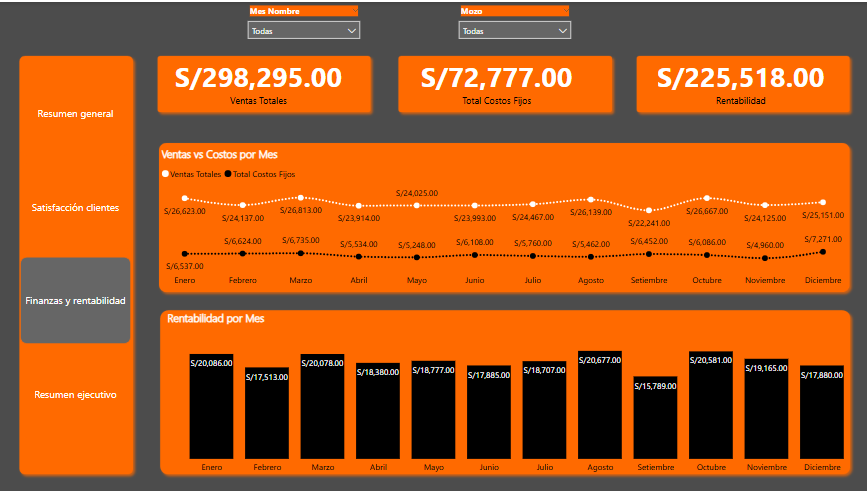 Mes Nombre
Mozo
Todas
Todas
S/298,295.00
Ventas Totales
S/72,777.00
Total Costos Fijos
S/225,518.00
Rentabilidad
Resumen general
Satisfacción clientes
Finanzas y rentabilidad
Resumen ejecutivo
Ventas vs Costos por Mes
Ventas Totales Total Costos Fijos
S/26,623.00 S/24,137.00 S/26,813.00 S/23,914.00 S/24,025.00 S/23,993.00 S/24,467.00 S/26,139.00 S/22,241.00 S/26,667.00 S/24,125.00 S/25,151.00
S/6,537.00 S/6,624.00 S/6,735.00 S/5,534.00 S/5,248.00 S/6,108.00 S/5,760.00 S/5,462.00 S/6,452.00 S/6,086.00 S/4,960.00 S/7,271.00
Enero Febrero Marzo Abril Mayo Junio Julio Agosto Setiembre Octubre Noviembre Diciembre
Rentabilidad por Mes
S/20,086.00 S/17,513.00 S/20,078.00 S/18,380.00 S/18,777.00 S/17,885.00 S/18,707.00 S/20,677.00 S/15,789.00 S/20,581.00 S/19,165.00 S/17,880.00
Enero Febrero Marzo Abril Mayo Junio Julio Agosto Setiembre Octubre Noviembre Diciembre